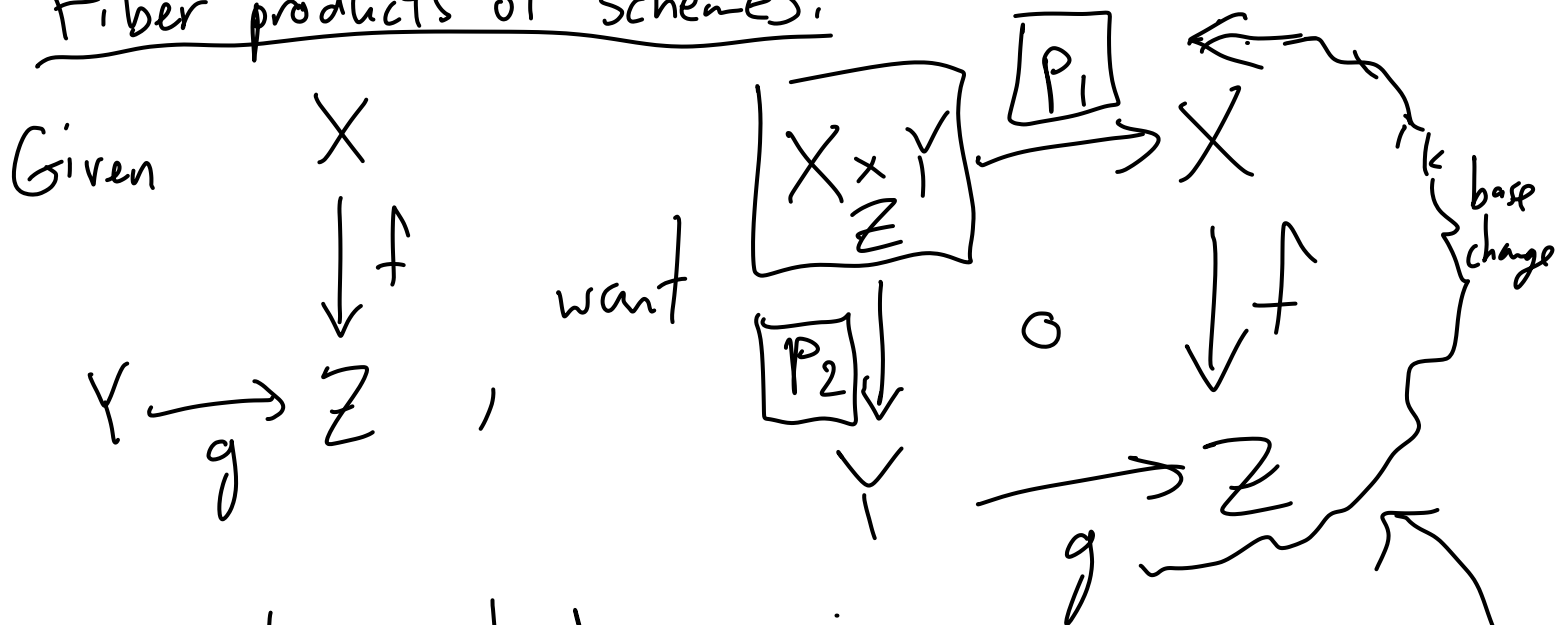 Fiber products of schemes:
Given X X ×_Z Y p₁ X base change
f want p₂ f
Y g Z , Y g Z